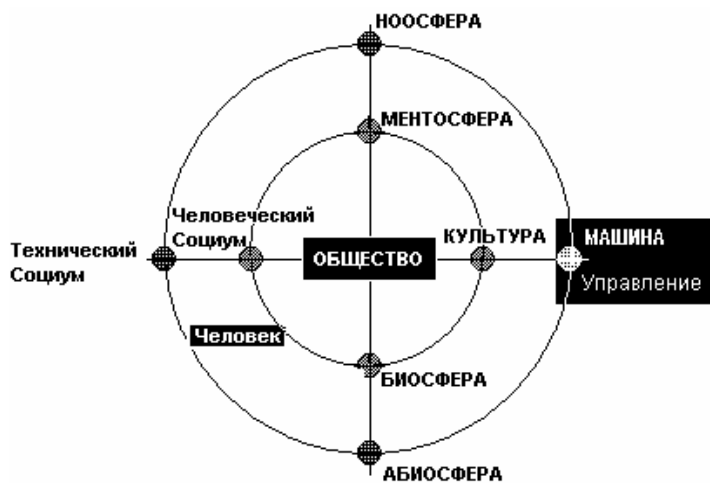 НООСФЕРА
МЕНТОСФЕРА
Человеческий
Социум
КУЛЬТУРА
МАШИНА
Технический
Социум
ОБЩЕСТВО
Управление
Человек
БИОСФЕРА
АБИОСФЕРА